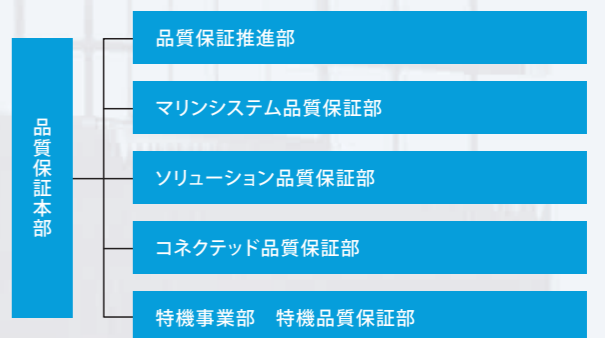 品質保証本部
品質保証推進部
マリンシステム品質保証部
ソリューション品質保証部
コネクテッド品質保証部
特機事業部　特機品質保証部